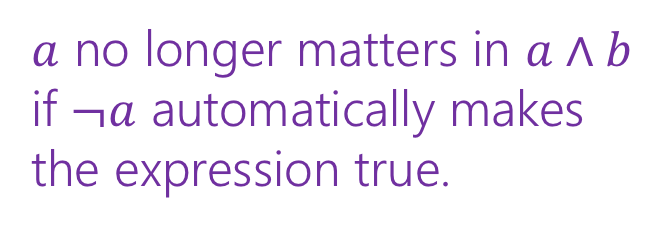 a no longer matters in a ∧ b
if ¬a automatically makes
the expression true.